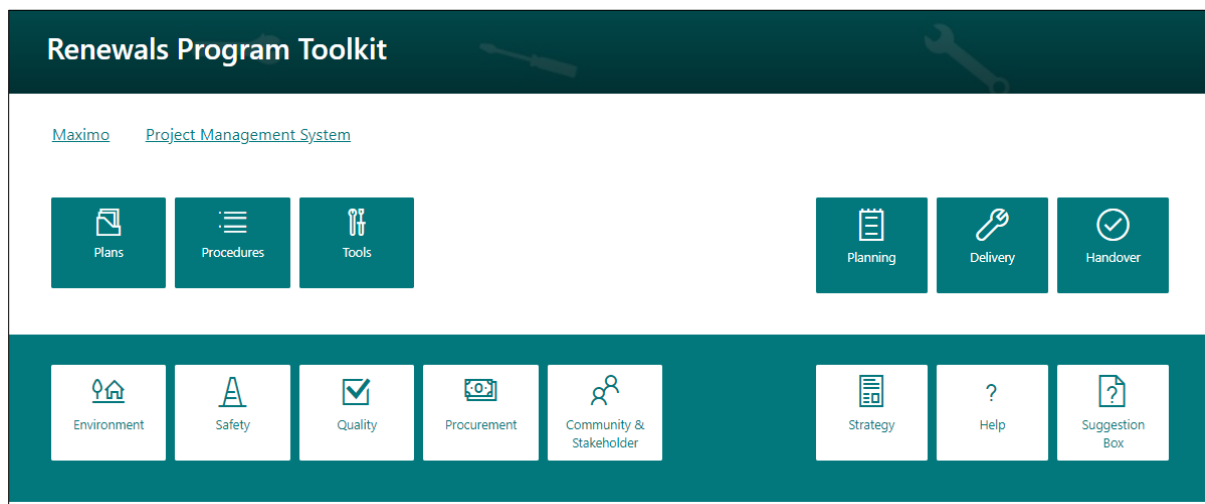 Renewals Program Toolkit
Maximo Project Management System
Plans Procedures Tools Planning Delivery Handover
Environment Safety Quality Procurement Community &
Stakeholder
Strategy Help Suggestion
Box